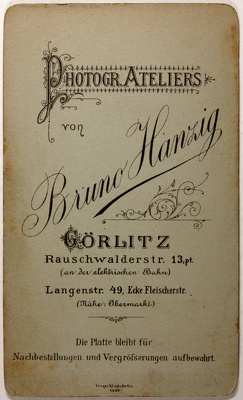 PHOTOGR. ATELIERS
von
Bruno Hänzig
GÖRLITZ
Rauschwalderstr. 13, pt.
(an der elektrischen Bahn)
Langenstr. 49, Ecke Fleischerstr.
(Nähe: Obermarkt)
Die Platte bleibt für
Nachbestellungen und Vergröſserungen aufbewahrt.